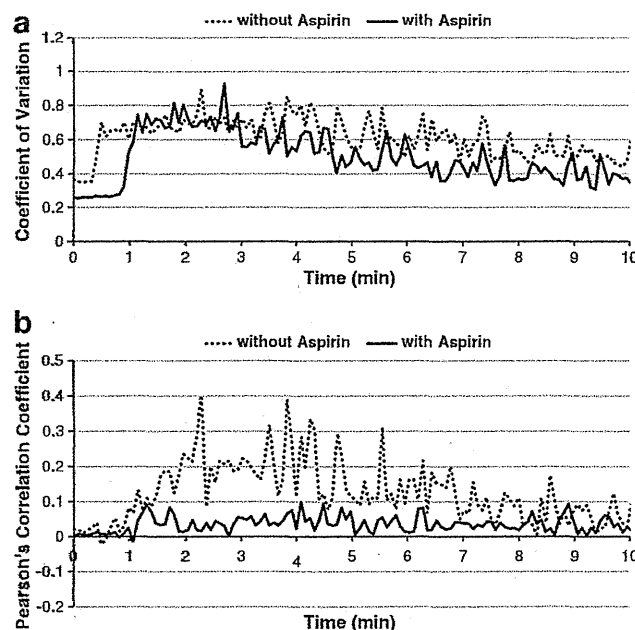 a
without Aspirin with Aspirin
Coefficient of Variation
1.2
1
0.8
0.6
0.4
0.2
0
0 1 2 3 4 5 6 7 8 9 10
Time (min)
b
without Aspirin with Aspirin
Pearson's Correlation Coefficient
0.5
0.4
0.3
0.2
0.1
0
-0.1
-0.2
0 1 2 3 4 5 6 7 8 9 10
Time (min)